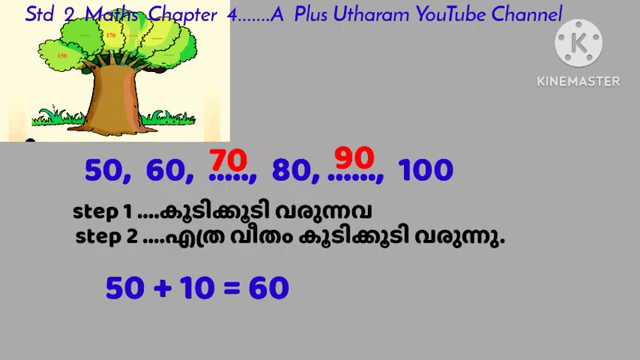 Std 2 Maths Chapter 4.......A Plus Utharam YouTube Channel
KINEMASTER
50, 60, 70....., 80, 90......, 100
step 1 ....കൂടിക്കൂടി വരുന്നവ
step 2 ....എത്ര വീതം കൂടിക്കൂടി വരുന്നു.
50 + 10 = 60